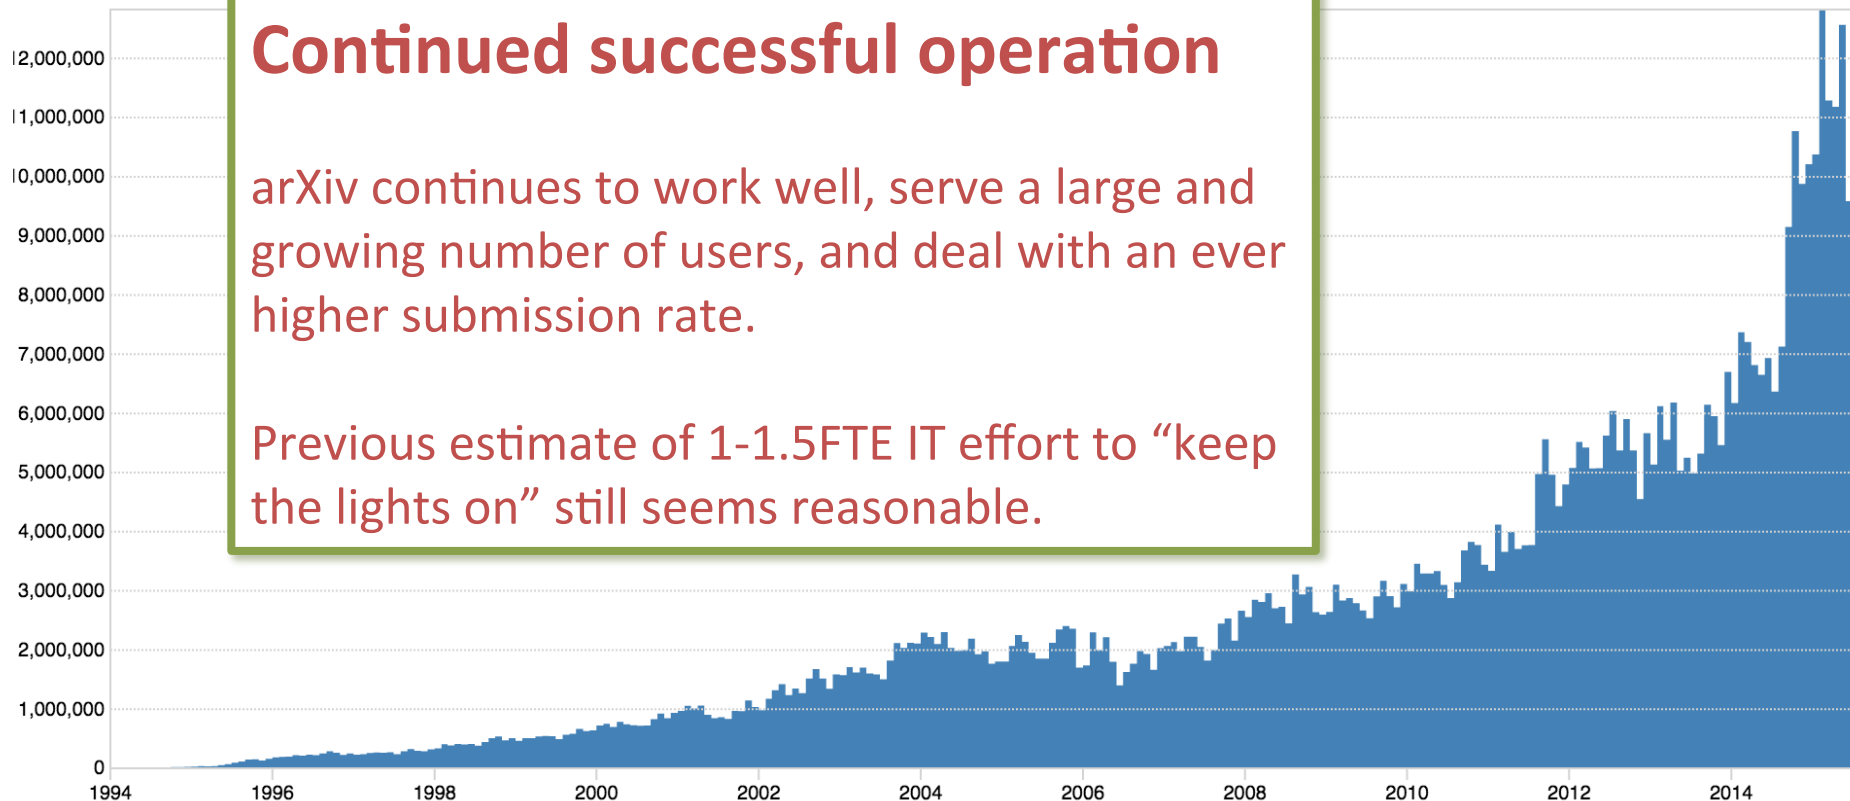 Continued successful operation
arXiv continues to work well, serve a large and
growing number of users, and deal with an ever
higher submission rate.
Previous estimate of 1-1.5FTE IT effort to “keep
the lights on” still seems reasonable.
12,000,000
11,000,000
10,000,000
9,000,000
8,000,000
7,000,000
6,000,000
5,000,000
4,000,000
3,000,000
2,000,000
1,000,000
0
1994 1996 1998 2000 2002 2004 2006 2008 2010 2012 2014